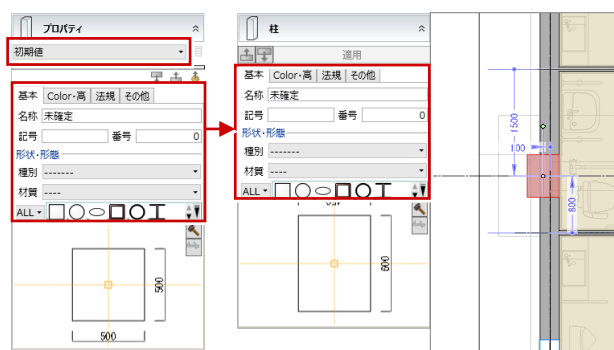 プロパティ
初期値
基本 Color・高 法規 その他
名称 未確定
記号 番号 0
形状・形態
種別 -------
材質 ----
ALL
500
500
柱
適用
基本 Color・高 法規 その他
名称 未確定
記号 番号 0
形状・形態
種別 -------
材質 ----
ALL
600
1500
100
800